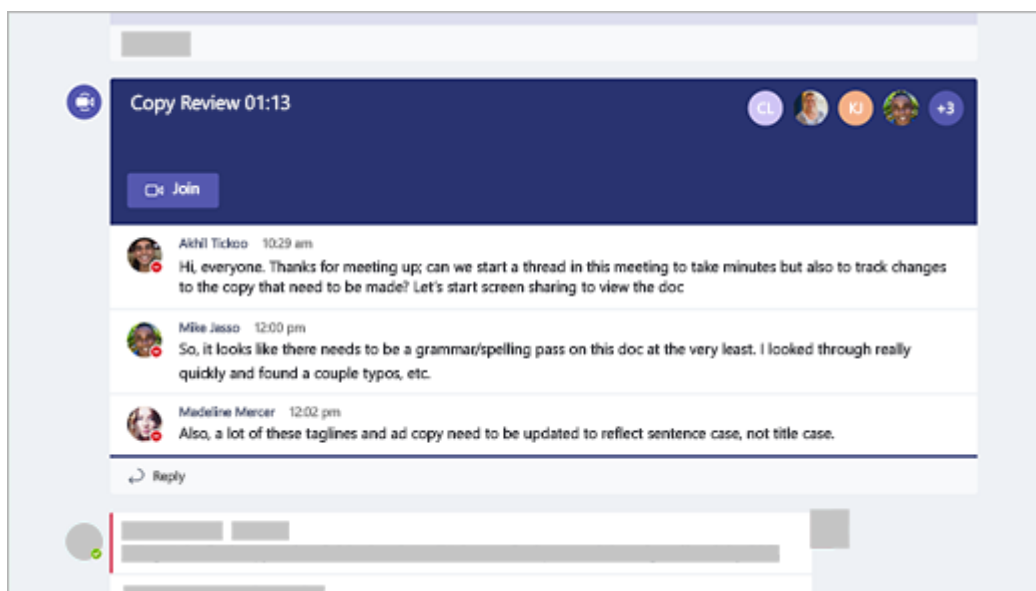 Copy Review 01:13
CL KJ +3
Join
Akhil Tickoo 10:29 am
Hi, everyone. Thanks for meeting up; can we start a thread in this meeting to take minutes but also to track changes
to the copy that need to be made? Let's start screen sharing to view the doc
Mike Jasso 12:00 pm
So, it looks like there needs to be a grammar/spelling pass on this doc at the very least. I looked through really
quickly and found a couple typos, etc.
Madeline Mercer 12:02 pm
Also, a lot of these taglines and ad copy need to be updated to reflect sentence case, not title case.
Reply